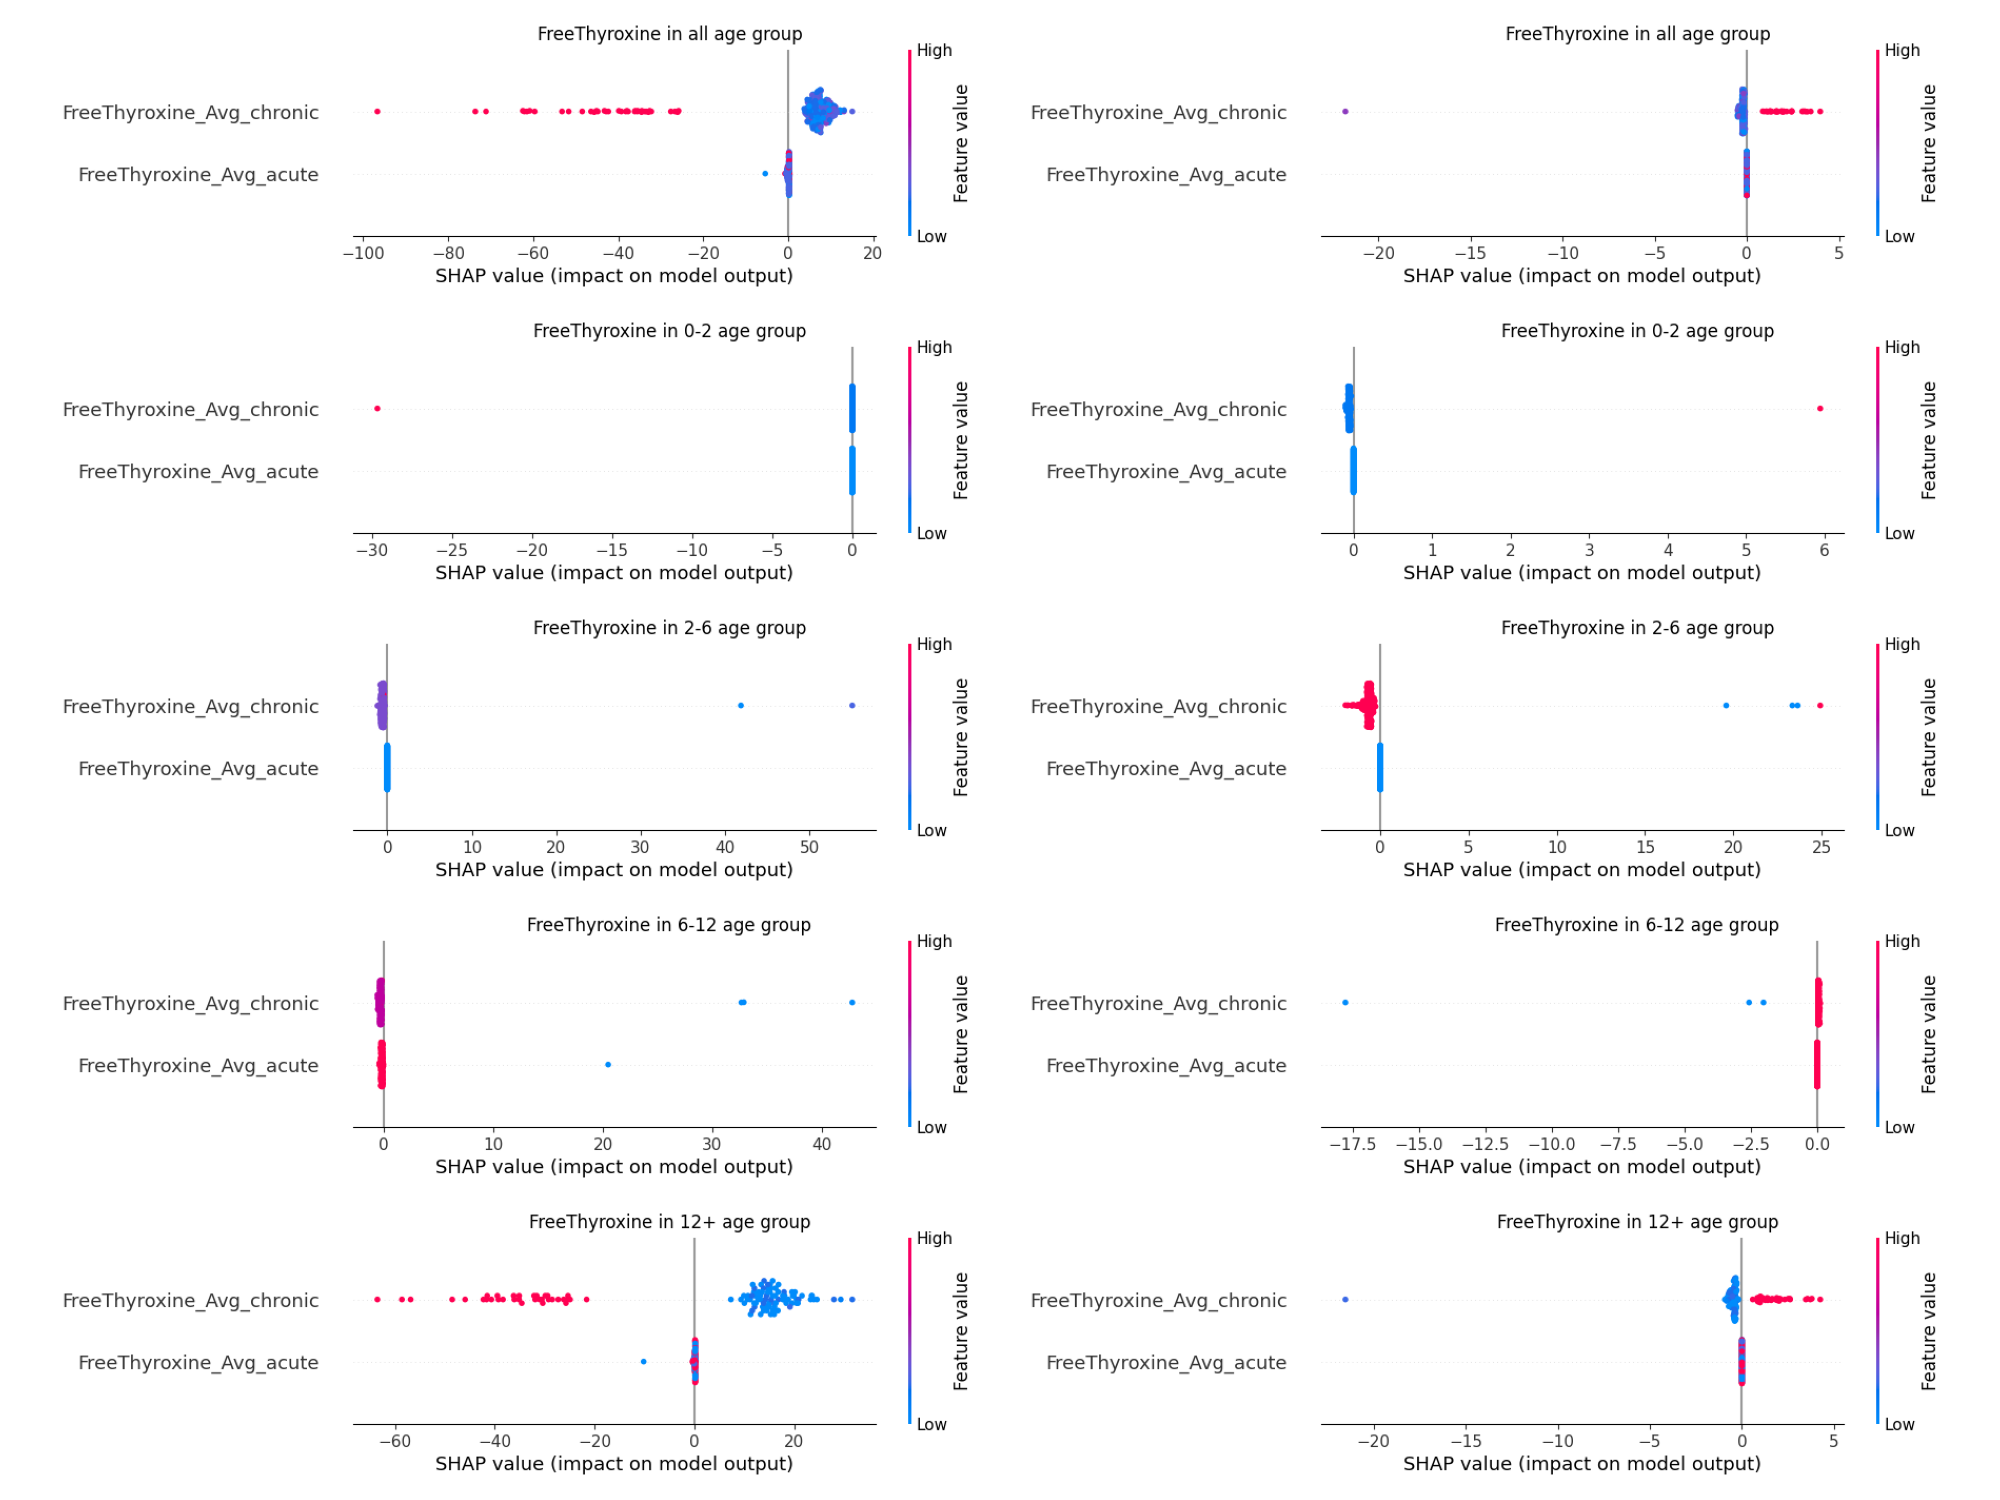 FreeThyroxine in all age group
High
FreeThyroxine_Avg_chronic
FreeThyroxine_Avg_acute
Feature value
Low
−100 −80 −60 −40 −20 0 20
SHAP value (impact on model output)
FreeThyroxine in all age group
High
FreeThyroxine_Avg_chronic
FreeThyroxine_Avg_acute
Feature value
Low
−20 −15 −10 −5 0 5
SHAP value (impact on model output)
FreeThyroxine in 0-2 age group
High
FreeThyroxine_Avg_chronic
FreeThyroxine_Avg_acute
Feature value
Low
−30 −25 −20 −15 −10 −5 0
SHAP value (impact on model output)
FreeThyroxine in 0-2 age group
High
FreeThyroxine_Avg_chronic
FreeThyroxine_Avg_acute
Feature value
Low
0 1 2 3 4 5 6
SHAP value (impact on model output)
FreeThyroxine in 2-6 age group
High
FreeThyroxine_Avg_chronic
FreeThyroxine_Avg_acute
Feature value
Low
0 10 20 30 40 50
SHAP value (impact on model output)
FreeThyroxine in 2-6 age group
High
FreeThyroxine_Avg_chronic
FreeThyroxine_Avg_acute
Feature value
Low
0 5 10 15 20 25
SHAP value (impact on model output)
FreeThyroxine in 6-12 age group
High
FreeThyroxine_Avg_chronic
FreeThyroxine_Avg_acute
Feature value
Low
0 10 20 30 40
SHAP value (impact on model output)
FreeThyroxine in 6-12 age group
High
FreeThyroxine_Avg_chronic
FreeThyroxine_Avg_acute
Feature value
Low
−17.5 −15.0 −12.5 −10.0 −7.5 −5.0 −2.5 0.0
SHAP value (impact on model output)
FreeThyroxine in 12+ age group
High
FreeThyroxine_Avg_chronic
FreeThyroxine_Avg_acute
Feature value
Low
−60 −40 −20 0 20
SHAP value (impact on model output)
FreeThyroxine in 12+ age group
High
FreeThyroxine_Avg_chronic
FreeThyroxine_Avg_acute
Feature value
Low
−20 −15 −10 −5 0 5
SHAP value (impact on model output)